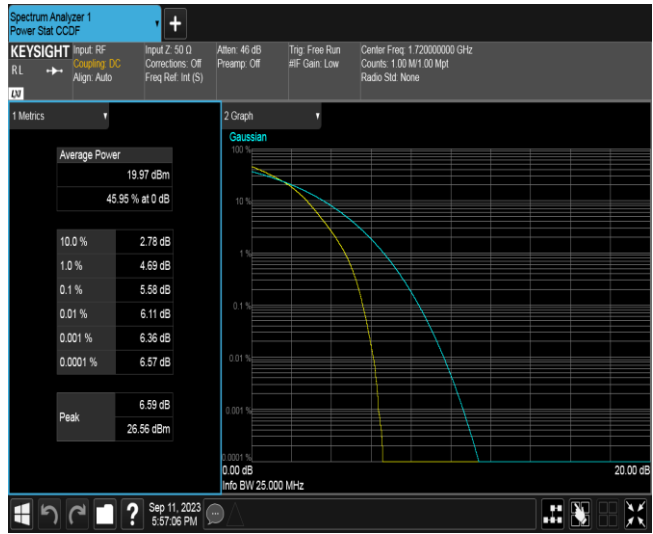 Spectrum Analyzer 1
Power Stat CCDF
KEYSIGHT
RL
LXI
Input: RF
Coupling: DC
Align: Auto
Input Z: 50 Ω
Corrections: Off
Freq Ref: Int (S)
Atten: 46 dB
Preamp: Off
Trig: Free Run
#IF Gain: Low
Center Freq: 1.720000000 GHz
Counts: 1.00 M/1.00 Mpt
Radio Std: None
1 Metrics
Average Power
19.97 dBm
45.95 % at 0 dB
10.0 % 2.78 dB
1.0 % 4.69 dB
0.1 % 5.58 dB
0.01 % 6.11 dB
0.001 % 6.36 dB
0.0001 % 6.57 dB
Peak
6.59 dB
26.56 dBm
2 Graph
Gaussian
100 %
10 %
1 %
0.1 %
0.01 %
0.001 %
0.0001 %
0.00 dB
20.00 dB
Info BW 25.000 MHz
?
Sep 11, 2023
5:57:06 PM